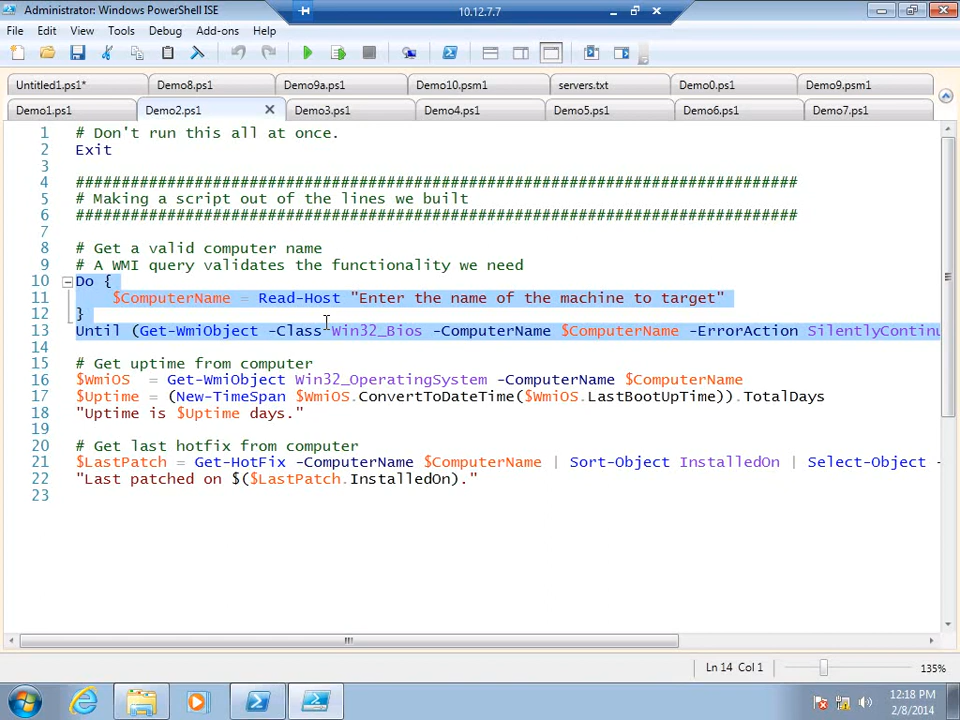 Administrator: Windows PowerShell ISE
10.12.7.7
File Edit View Tools Debug Add-ons Help
Untitled1.ps1* Demo8.ps1 Demo9a.ps1 Demo10.psm1 servers.txt Demo0.ps1 Demo9.psm1
Demo1.ps1 Demo2.ps1 Demo3.ps1 Demo4.ps1 Demo5.ps1 Demo6.ps1 Demo7.ps1
1 # Don't run this all at once.
2 Exit
3
4 ###############################################################################
5 # Making a script out of the lines we built
6 ###############################################################################
7
8 # Get a valid computer name
9 # A WMI query validates the functionality we need
10 Do {
11 $ComputerName = Read-Host "Enter the name of the machine to target"
12 }
13 Until (Get-WmiObject -Class Win32_Bios -ComputerName $ComputerName -ErrorAction SilentlyContinu
14
15 # Get uptime from computer
16 $WmiOS = Get-WmiObject Win32_OperatingSystem -ComputerName $ComputerName
17 $Uptime = (New-TimeSpan $WmiOS.ConvertToDateTime($WmiOS.LastBootUpTime)).TotalDays
18 "Uptime is $Uptime days."
19
20 # Get last hotfix from computer
21 $LastPatch = Get-HotFix -ComputerName $ComputerName | Sort-Object InstalledOn | Select-Object -
22 "Last patched on $($LastPatch.InstalledOn)."
23
Ln 14 Col 1 135%
12:18 PM
2/8/2014